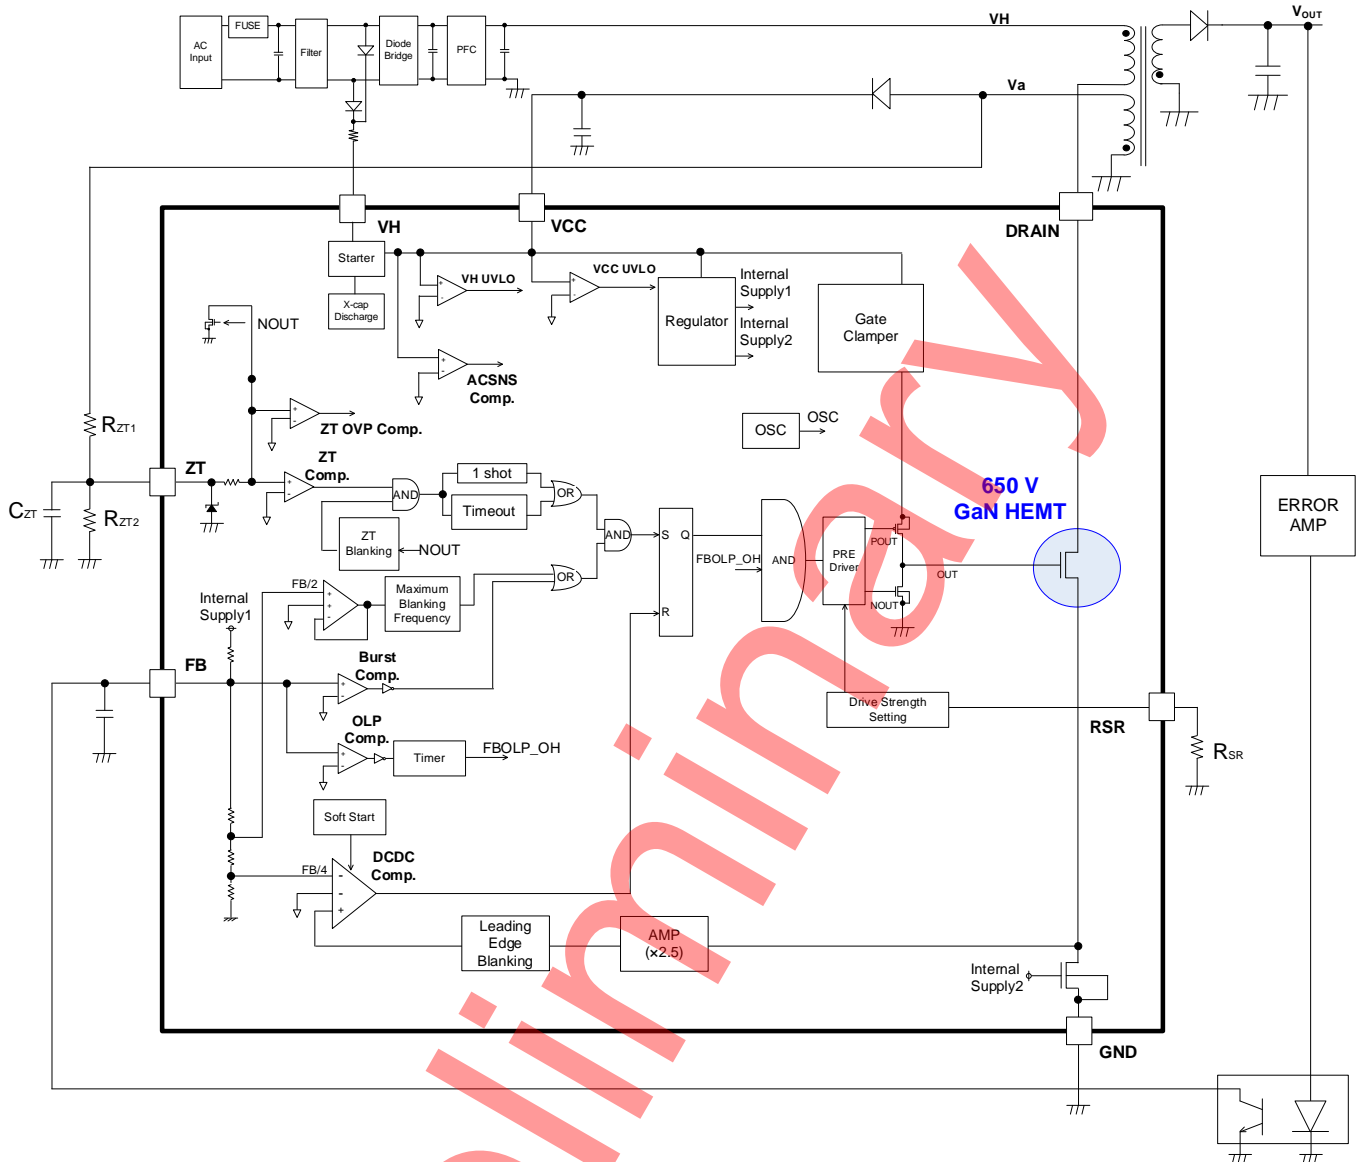 AC
Input
FUSE
Filter
Diode
Bridge
PFC
VH
VOUT
Va
VH
VCC
DRAIN
Starter
X-cap
Discharge
VH UVLO
VCC UVLO
Regulator
Internal
Supply1
Internal
Supply2
Gate
Clamper
NOUT
ACSNS
Comp.
OSC
OSC
RZT1
ZT OVP Comp.
ZT
ZT
Comp.
1 shot
AND
Timeout
OR
CZT
RZT2
ZT
Blanking
NOUT
AND
S
Q
R
FBOLP_OH
AND
PRE
Driver
POUT
NOUT
OUT
650 V
GaN HEMT
ERROR
AMP
FB/2
Maximum
Blanking
Frequency
OR
Internal
Supply1
FB
Burst
Comp.
OLP
Comp.
Timer
FBOLP_OH
Drive Strength
Setting
RSR
RSR
Soft Start
FB/4
DCDC
Comp.
Leading
Edge
Blanking
AMP
(×2.5)
Internal
Supply2
GND
+
-
limina​ry